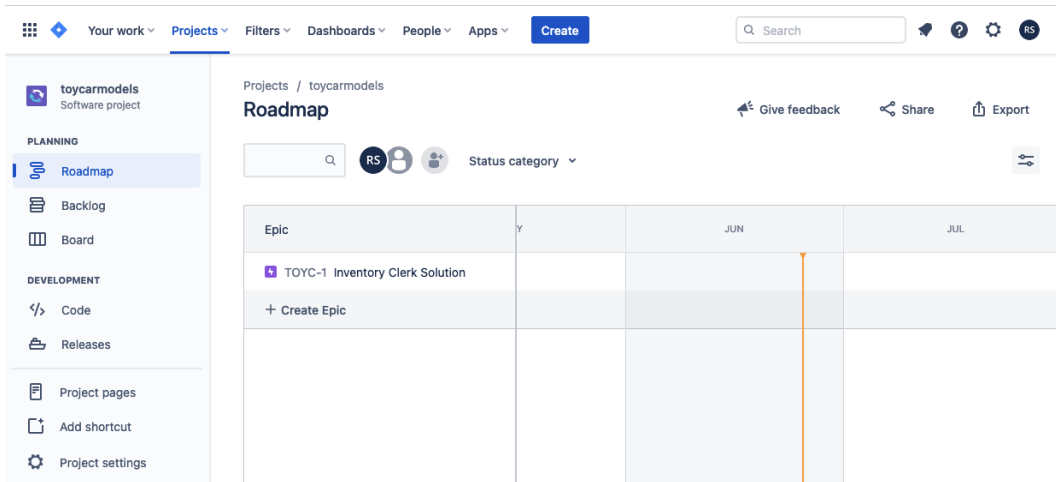 Your work Projects Filters Dashboards People Apps Create Search RS
toycarmodels
Software project
PLANNING
Roadmap
Backlog
Board
DEVELOPMENT
Code
Releases
Project pages
Add shortcut
Project settings
Projects / toycarmodels
Roadmap
Give feedback Share Export
RS Status category
Epic Y JUN JUL
TOYC-1 Inventory Clerk Solution
+ Create Epic